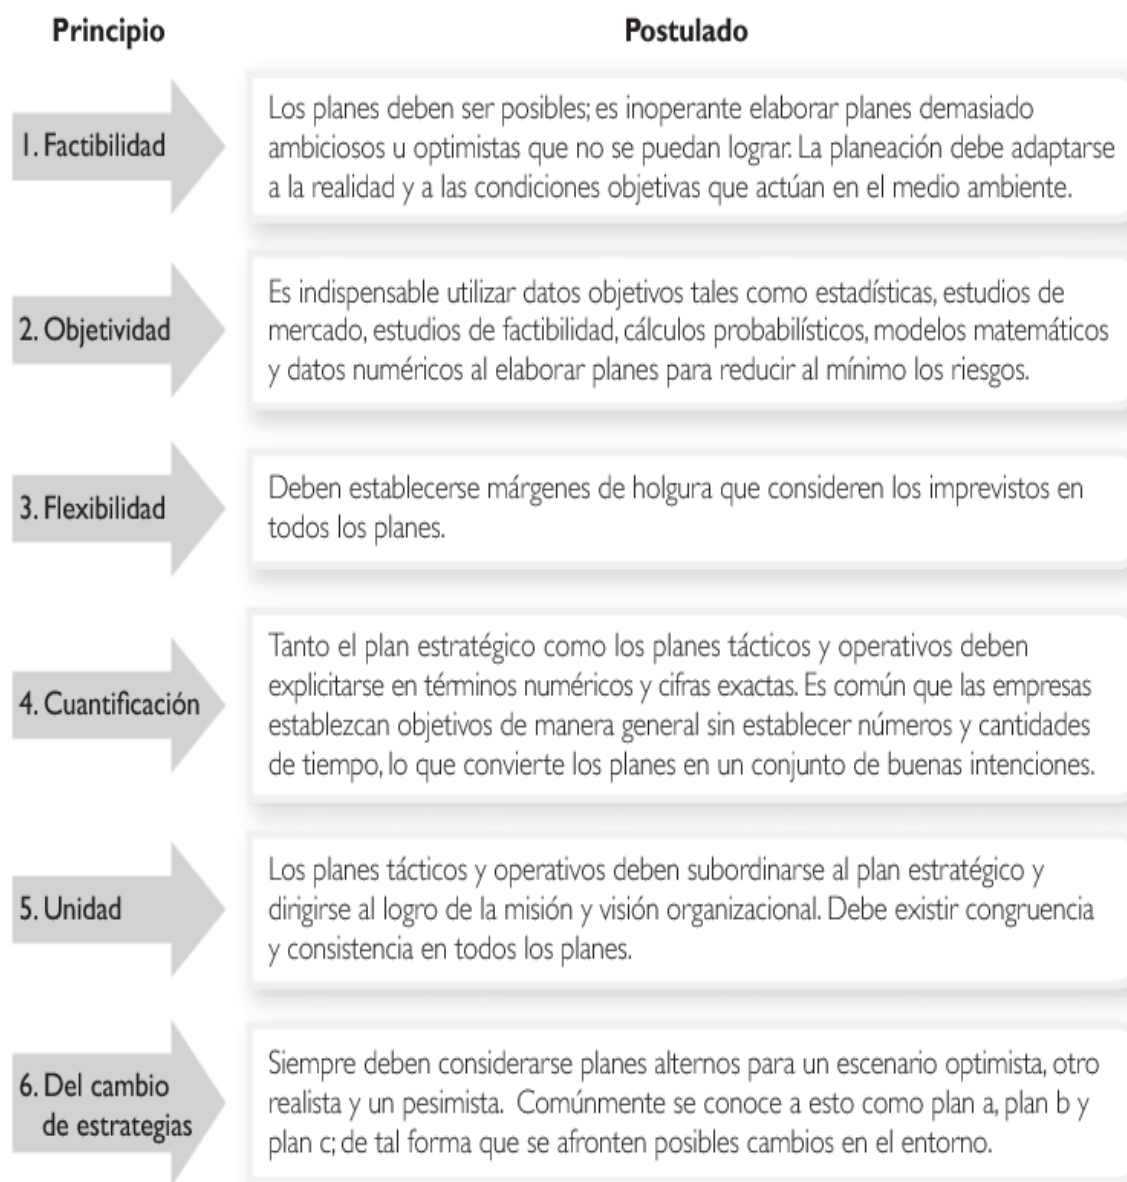 Principio
Postulado
1. Factibilidad
Los planes deben ser posibles; es inoperante elaborar planes demasiado
ambiciosos u optimistas que no se puedan lograr. La planeación debe adaptarse
a la realidad y a las condiciones objetivas que actúan en el medio ambiente.
2. Objetividad
Es indispensable utilizar datos objetivos tales como estadísticas, estudios de
mercado, estudios de factibilidad, cálculos probabilísticos, modelos matemáticos
y datos numéricos al elaborar planes para reducir al mínimo los riesgos.
3. Flexibilidad
Deben establecerse márgenes de holgura que consideren los imprevistos en
todos los planes.
4. Cuantificación
Tanto el plan estratégico como los planes tácticos y operativos deben
explicitarse en términos numéricos y cifras exactas. Es común que las empresas
establezcan objetivos de manera general sin establecer números y cantidades
de tiempo, lo que convierte los planes en un conjunto de buenas intenciones.
5. Unidad
Los planes tácticos y operativos deben subordinarse al plan estratégico y
dirigirse al logro de la misión y visión organizacional. Debe existir congruencia
y consistencia en todos los planes.
6. Del cambio
de estrategias
Siempre deben considerarse planes alternos para un escenario optimista, otro
realista y un pesimista. Comúnmente se conoce a esto como plan a, plan b y
plan c; de tal forma que se afronten posibles cambios en el entorno.